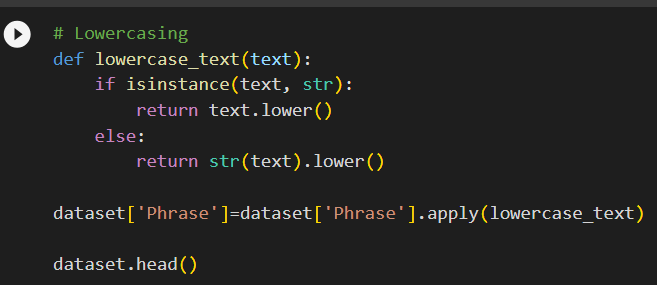 # Lowercasing
def lowercase_text(text):
    if isinstance(text, str):
        return text.lower()
    else:
        return str(text).lower()
dataset['Phrase']=dataset['Phrase'].apply(lowercase_text)
dataset.head()